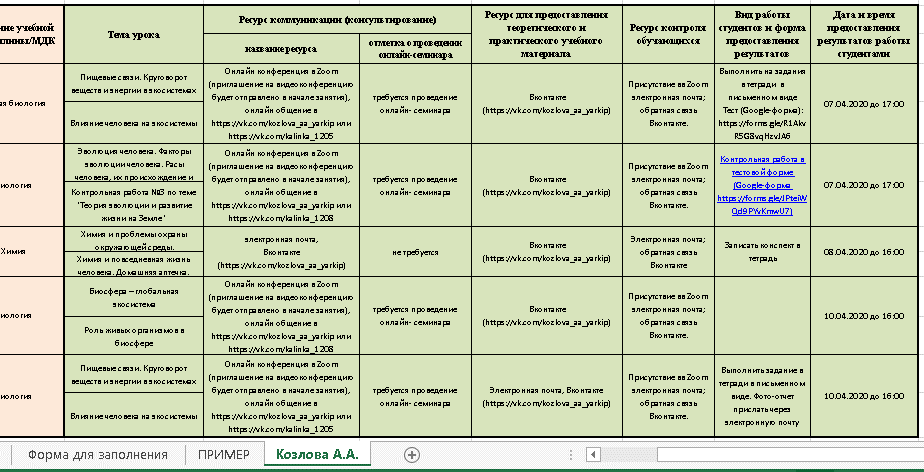 ние учебной
плины/МДК
Тема урока
Ресурс коммуникации (консультирование)
название ресурса
отметка о проведении
онлайн-семинара
Ресурс для предоставления
теоретического и
практического учебного
материала
Ресурс контроля
обучающихся
Вид работы
студентов и форма
предоставления
результатов
Дата и время
предоставления
результатов работы
студентами
ая биология
Пищевые связи. Круговорот
веществ и энергии в экосистемах
Влияние человека на экосистемы
Онлайн конференция в Zoom
(приглашение на видеоконференцию
будет отправлено в начале занятия),
онлайн общение в
https://vk.com/kozlova_aa_yarkip или
https://vk.com/kalinka_1205
требуется проведение
онлайн- семинара
Вконтакте
(https://vk.com/kozlova_aa_yarkip)
Присутствие в Zoom
электронная почта;
обратная связь
Вконтакте.
Выполнить на задания
в тетради в
письменном виде
Тест (Google-форма):
https://forms.gle/R1Akv
R5G8vqHzvJA6
07.04.2020 до 17:00
иология
Эволюция человека. Факторы
эволюции человека. Расы
человека, их происхождение и
Контрольная работа №3 по теме
"Теория эволюции и развитие
жизни на Земле"
Онлайн конференция в Zoom
(приглашение на видеоконференцию
будет отправлено в начале занятия),
онлайн общение в
https://vk.com/kozlova_aa_yarkip или
https://vk.com/kalinka_1208
требуется проведение
онлайн- семинара
Вконтакте
(https://vk.com/kozlova_aa_yarkip)
Присутствие в Zoom
электронная почта;
обратная связь
Вконтакте.
Контрольная работа в
тестовой форме
(Google-форма
https://forms.gle/JPteiW
Qd9PYvKmwU7)
07.04.2020 до 17:00
Химия
Химия и проблемы охраны
окружающей среды.
Химия и повседневная жизнь
человека. Домашняя аптечка.
электронная почта,
Вконтакте
(https://vk.com/kozlova_aa_yarkip)
не требуется
Вконтакте
(https://vk.com/kozlova_aa_yarkip)
Электронная почта;
обратная связь
Вконтакте
Записать конспект в
тетрадь
08.04.2020 до 16:00
иология
Биосфера – глобальная
экосистема
Роль живых организмов в
биосфере
Онлайн конференция в Zoom
(приглашение на видеоконференцию
будет отправлено в начале занятия),
онлайн общение в
https://vk.com/kozlova_aa_yarkip или
https://vk.com/kalinka_1208
требуется проведение
онлайн- семинара
Вконтакте
(https://vk.com/kozlova_aa_yarkip)
Присутствие в Zoom
электронная почта;
обратная связь
Вконтакте.
10.04.2020 до 16:00
иология
Пищевые связи. Круговорот
веществ и энергии в экосистемах
Влияние человека на экосистемы
Онлайн конференция в Zoom
(приглашение на видеоконференцию
будет отправлено в начале занятия),
онлайн общение в
https://vk.com/kozlova_aa_yarkip или
https://vk.com/kalinka_1205
требуется проведение
онлайн- семинара
Электронная почта, Вконтакте
(https://vk.com/kozlova_aa_yarkip)
Присутствие в Zoom
электронная почта;
обратная связь
Вконтакте.
Выполнить задание в
тетради в письменном
виде. Фото-отчет
прислать через
электронную почту
10.04.2020 до 16:00
Форма для заполнения
ПРИМЕР
Козлова А.А.